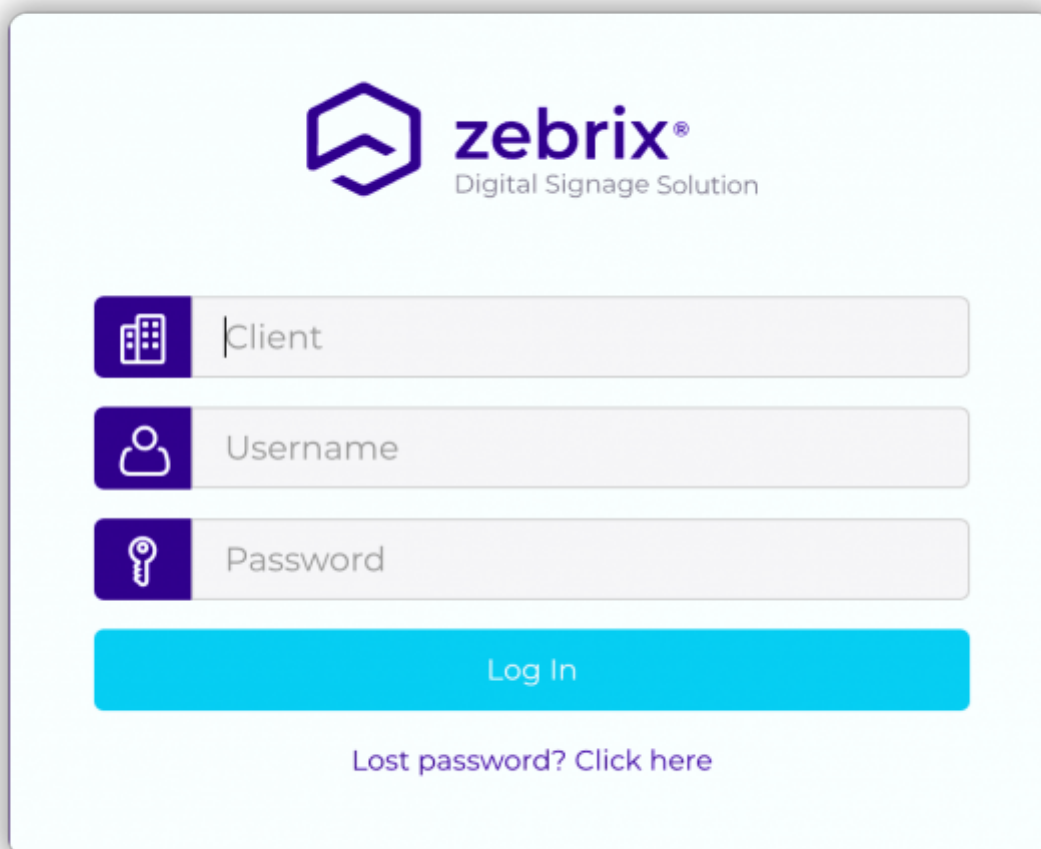 zebrix®
Digital Signage Solution
Client
Username
Password
Log In
Lost password? Click here